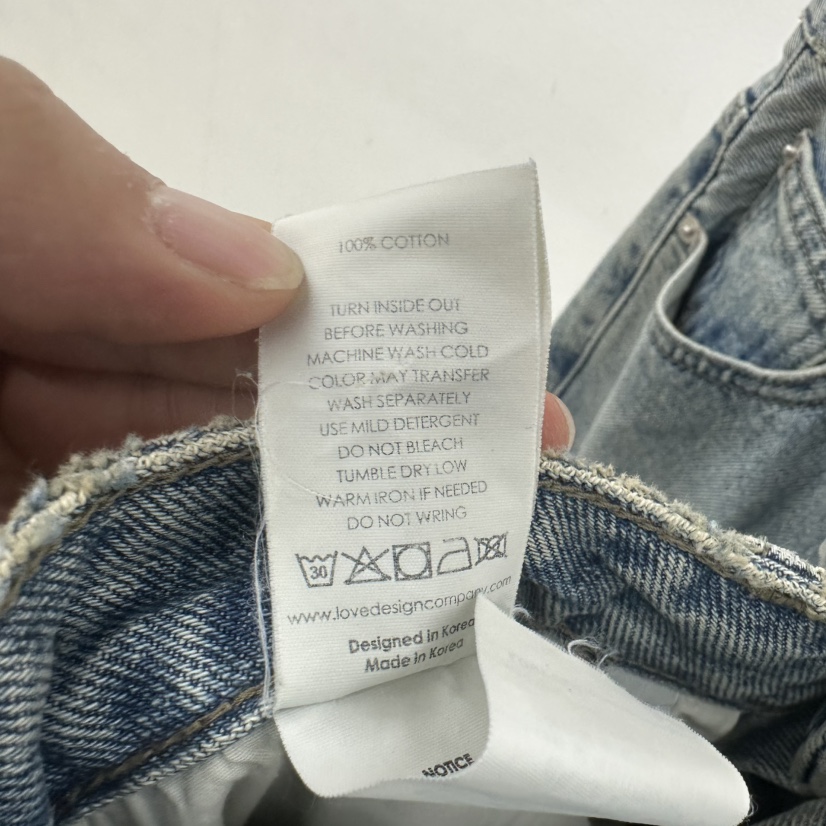 100% COTTON
TURN INSIDE OUT
BEFORE WASHING
MACHINE WASH COLD
COLOR MAY TRANSFER
WASH SEPARATELY
USE MILD DETERGENT
DO NOT BLEACH
TUMBLE DRY LOW
WARM IRON IF NEEDED
DO NOT WRING
30
www.lovedesigncompany.com
Designed in Korea
Made in Korea
NOTICE